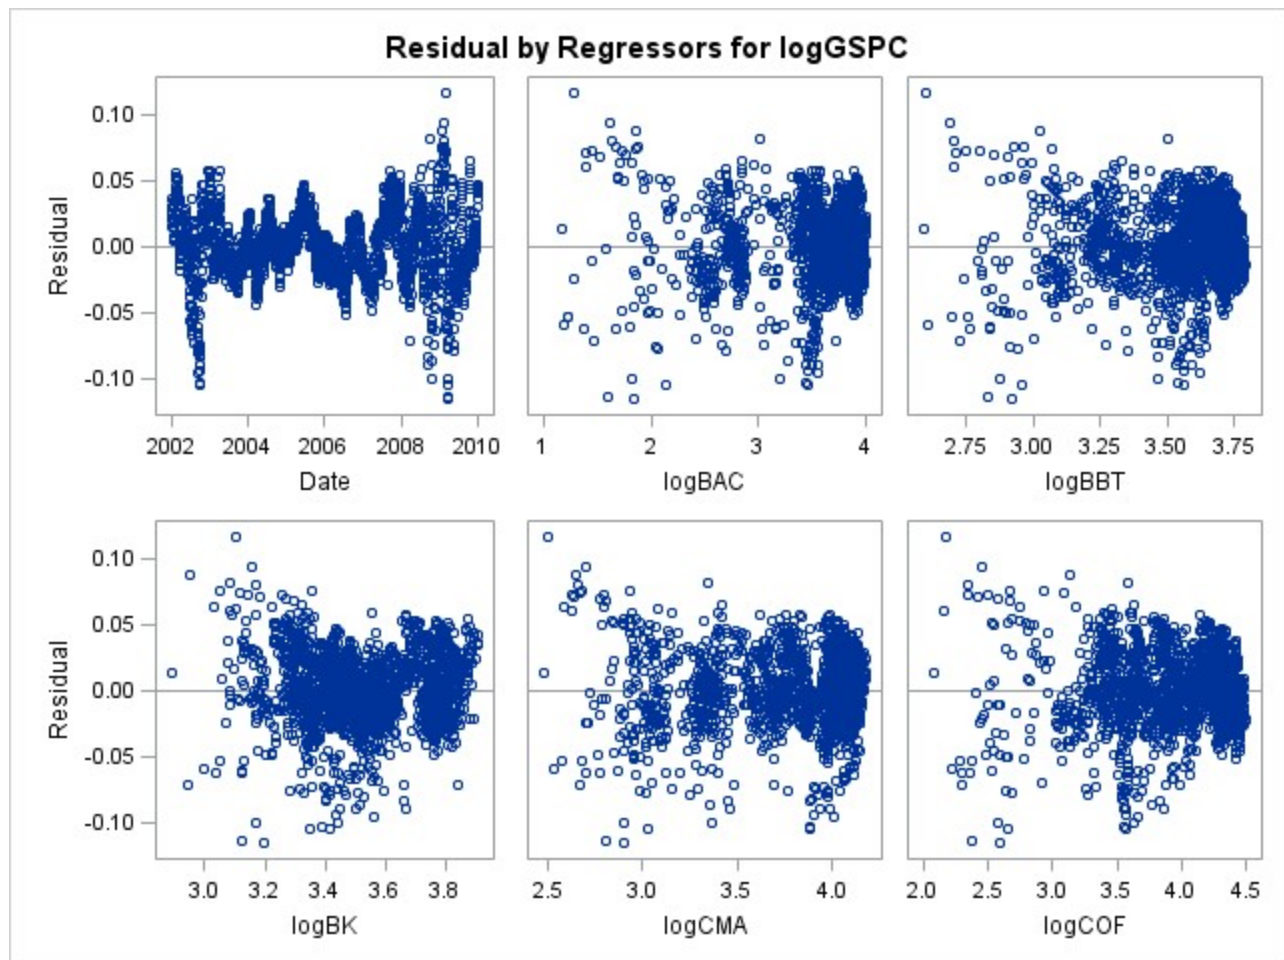 Residual by Regressors for logGSPC
Residual
0.10
0.05
0.00
-0.05
-0.10
2002 2004 2006 2008 2010
Date
1 2 3 4
logBAC
2.75 3.00 3.25 3.50 3.75
logBBT
Residual
0.10
0.05
0.00
-0.05
-0.10
3.0 3.2 3.4 3.6 3.8
logBK
2.5 3.0 3.5 4.0
logCMA
2.0 2.5 3.0 3.5 4.0 4.5
logCOF